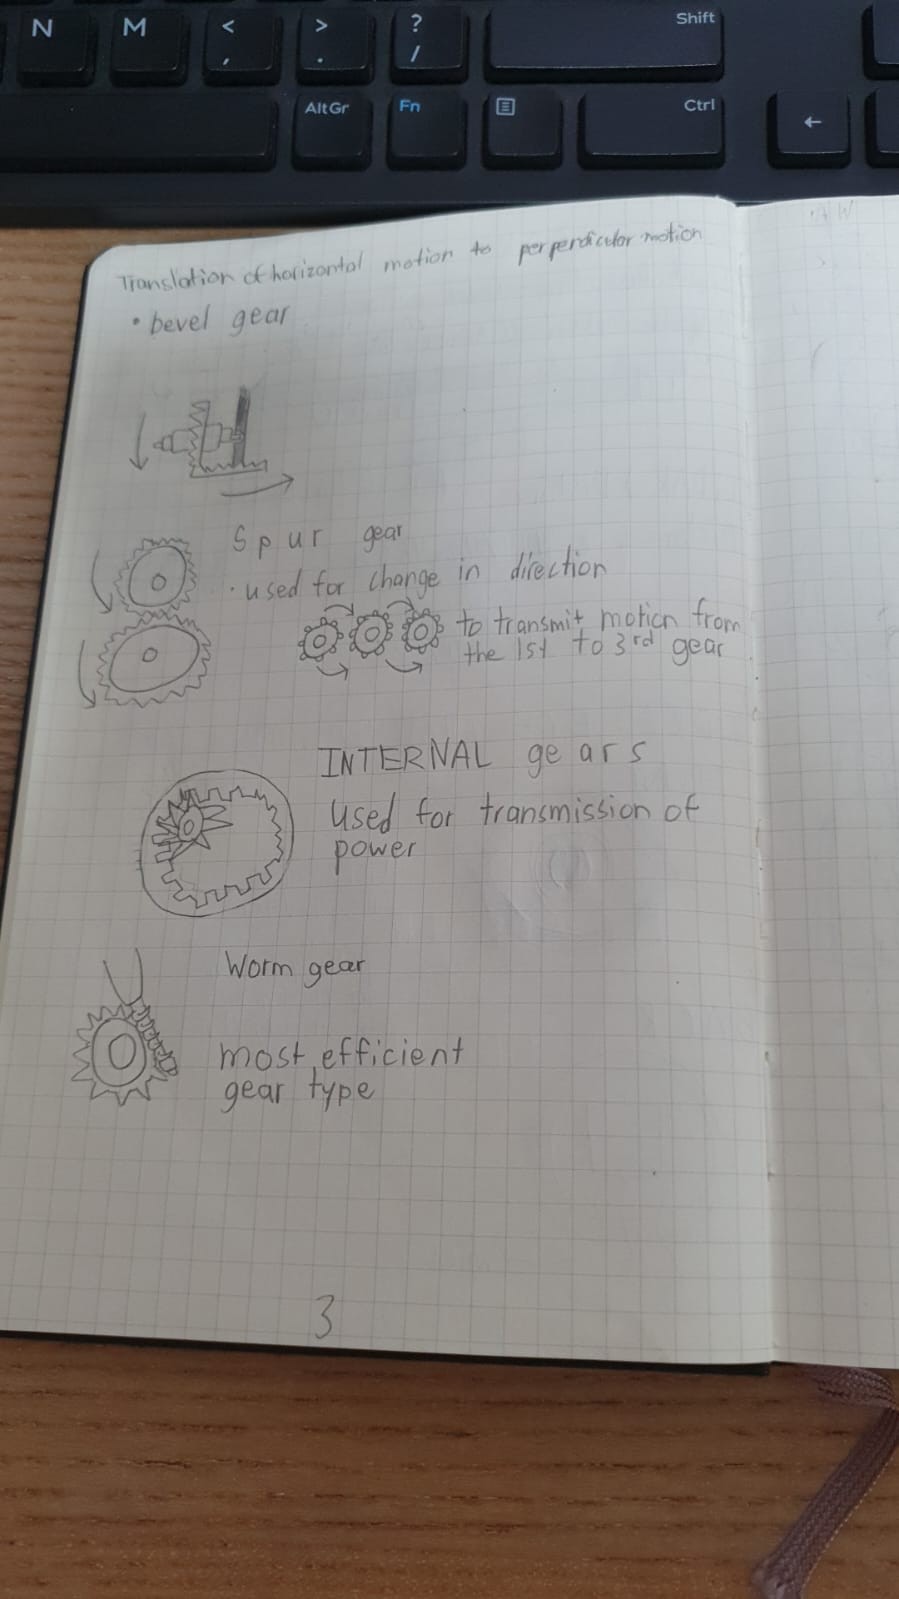 N M < , > . ? / Shift
AltGr Fn Ctrl ←
Translation of horizontal motion to perperdicular motion
• bevel gear
Spur gear
· used for change in direction
to transmit motion from
the 1st to 3rd gear
INTERNAL gears
used for transmission of
power
Worm gear
most efficient
gear type
3